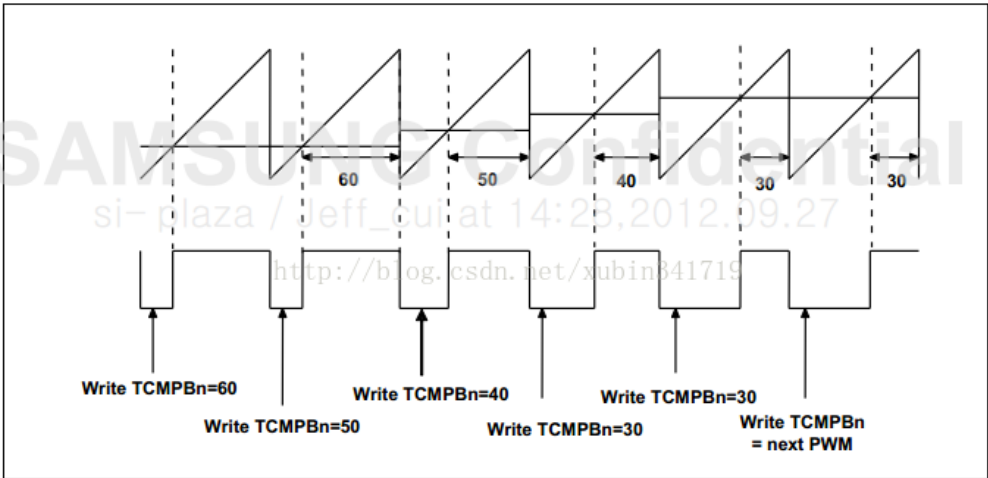 SAMSUNG Confidential
60
50
40
30
30
si- plaza / Jeff_cui at 14:28,2012.09.27
http://blog.csdn.net/xubin841719
Write TCMPBn=60
Write TCMPBn=40
Write TCMPBn=30
Write TCMPBn=50
Write TCMPBn=30
Write TCMPBn
= next PWM